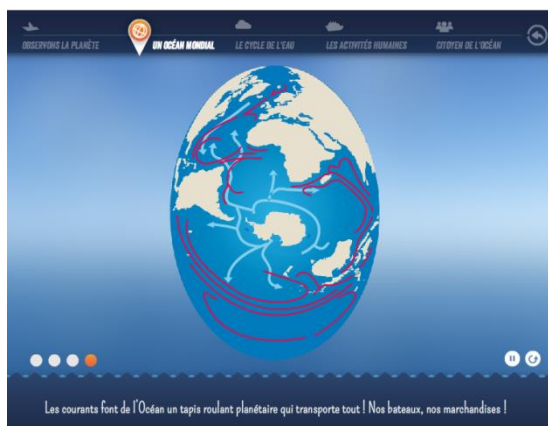 OBSERVONS LA PLANÈTE
UN OCÉAN MONDIAL
LE CYCLE DE L'EAU
LES ACTIVITÉS HUMAINES
CITOYEN DE L'OCÉAN
Les courants font de l'Océan un tapis roulant planétaire qui transporte tout ! Nos bateaux, nos marchandises !